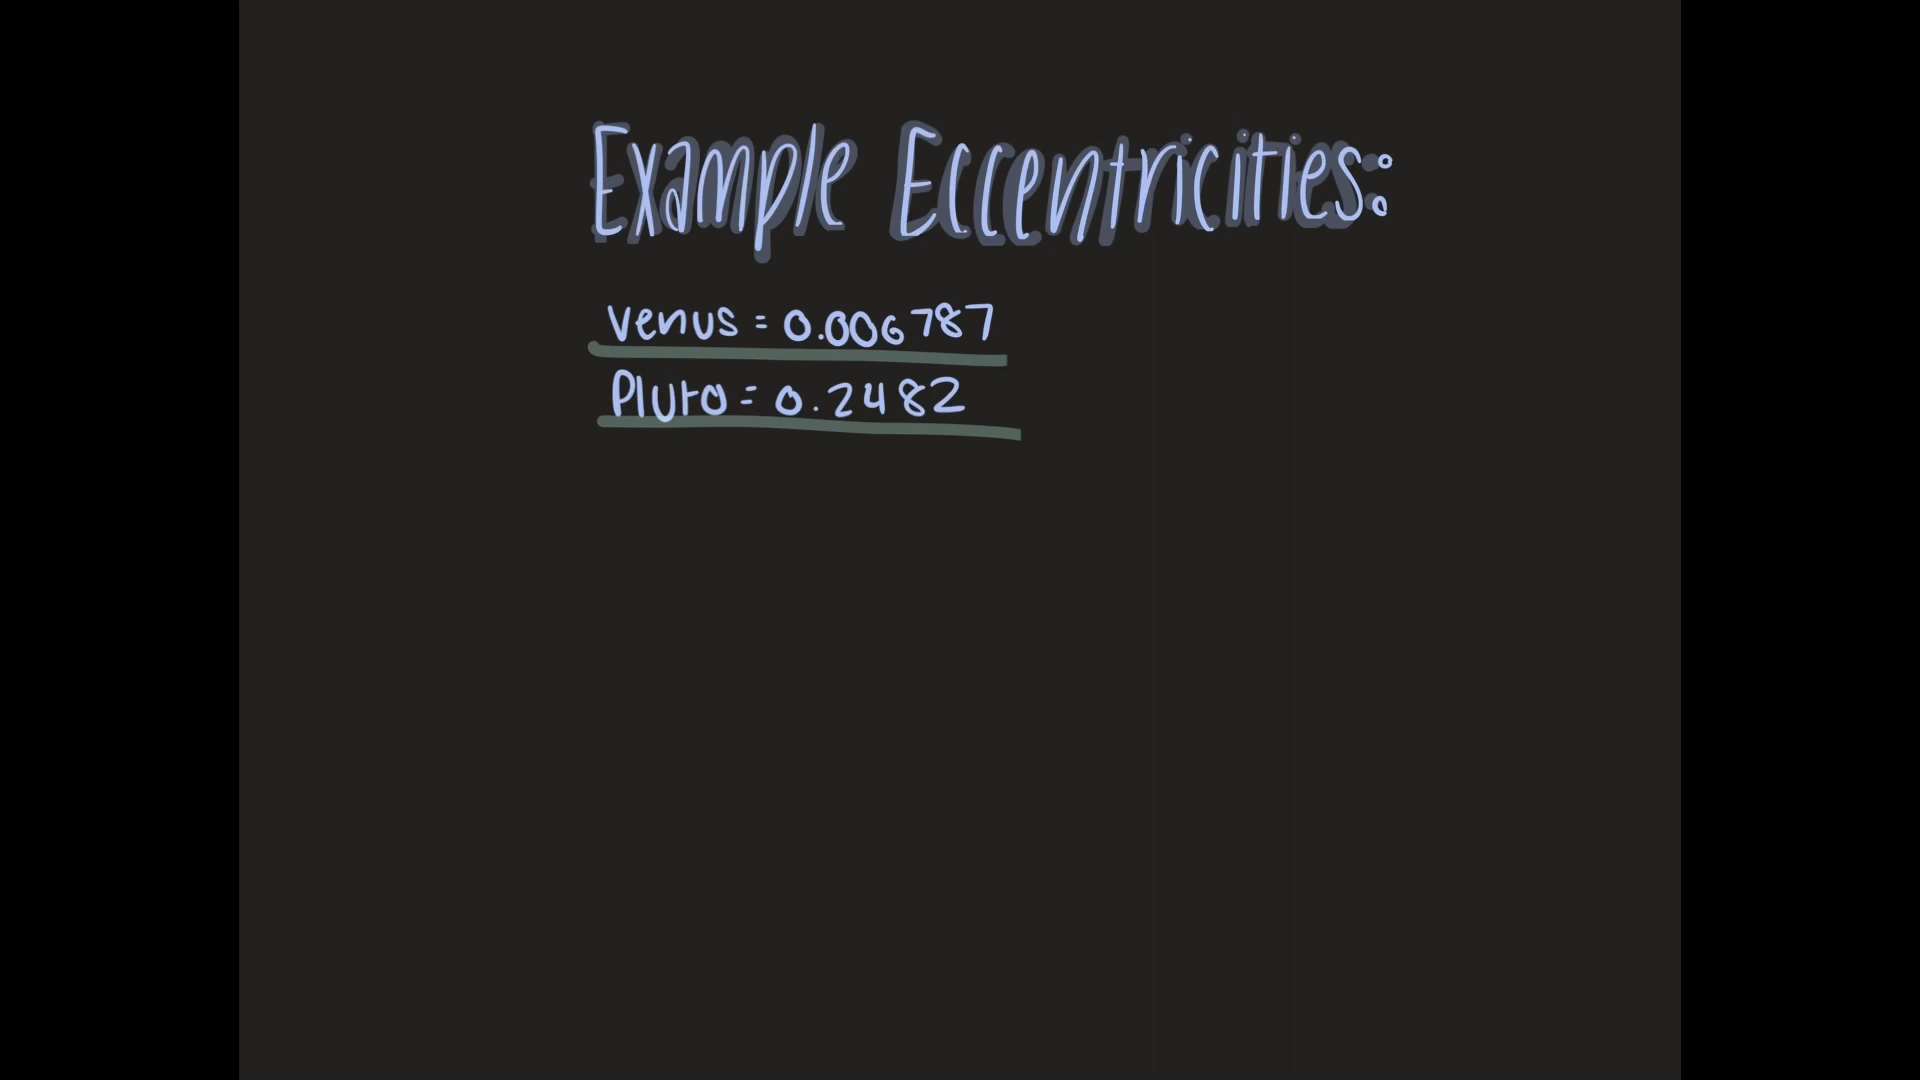 Example Eccentricities:
Venus = 0.006787
Pluto = 0.2482